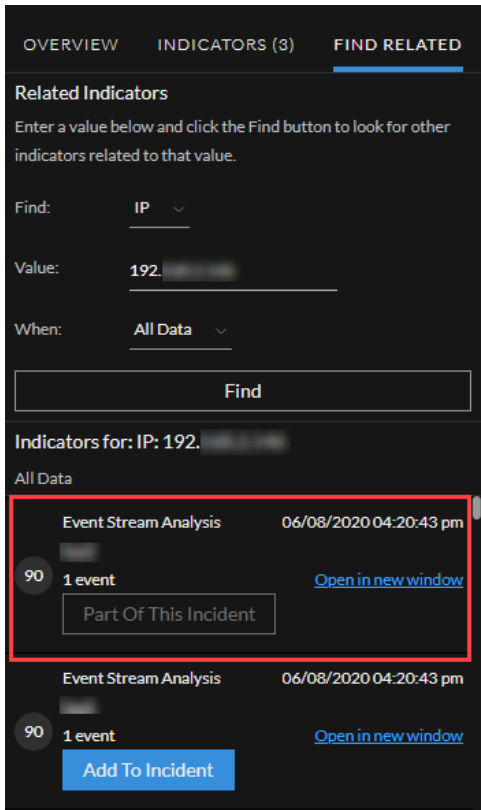 OVERVIEW INDICATORS (3) FIND RELATED
Related Indicators
Enter a value below and click the Find button to look for other
indicators related to that value.
Find: IP
Value: 192.
When: All Data
Find
Indicators for: IP: 192.
All Data
Event Stream Analysis 06/08/2020 04:20:43 pm
90 1 event Open in new window
Part Of This Incident
Event Stream Analysis 06/08/2020 04:20:43 pm
90 1 event Open in new window
Add To Incident